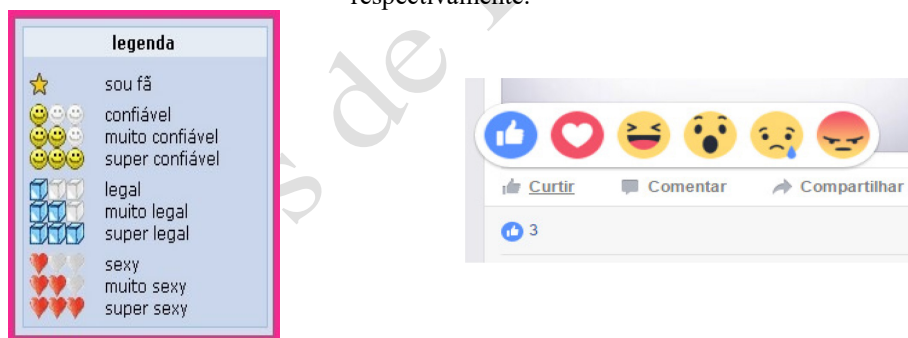 respectivamente.
legenda
sou fã
confiável
muito confiável
super confiável
legal
muito legal
super legal
sexy
muito sexy
super sexy
Curtir Comentar Compartilhar
3